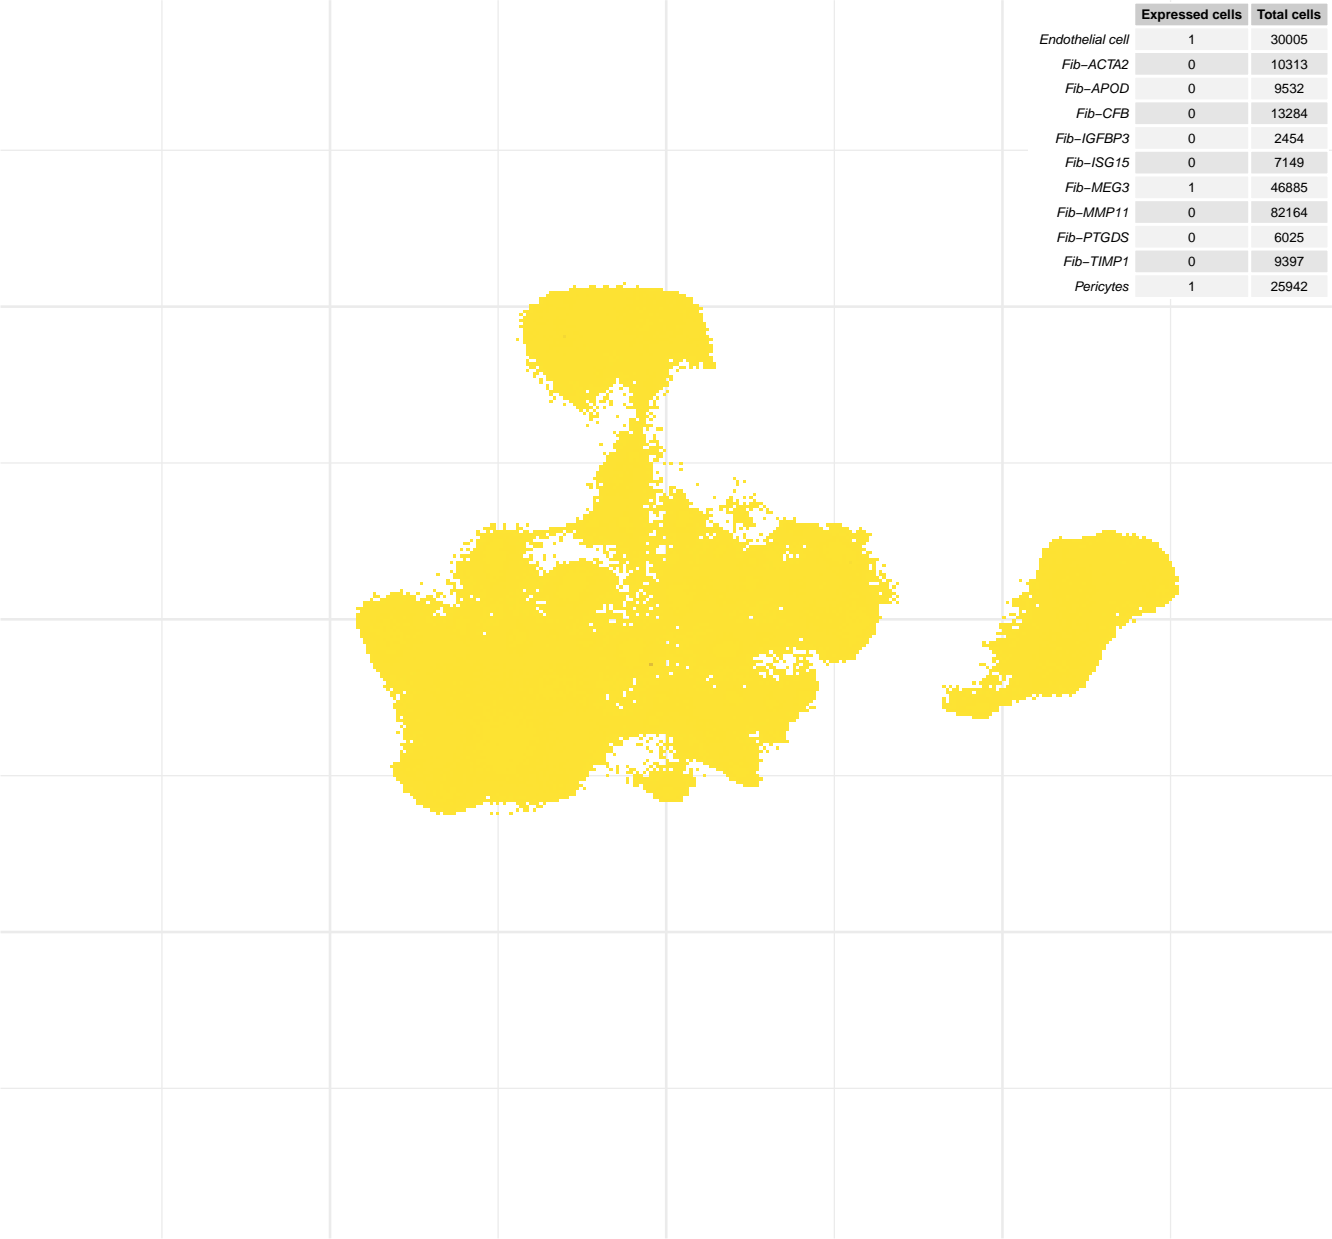 Expressed cells Total cells
Endothelial cell 1 30005
Fib−ACTA2 0 10313
Fib−APOD 0 9532
Fib−CFB 0 13284
Fib−IGFBP3 0 2454
Fib−ISG15 0 7149
Fib−MEG3 1 46885
Fib−MMP11 0 82164
Fib−PTGDS 0 6025
Fib−TIMP1 0 9397
Pericytes 1 25942